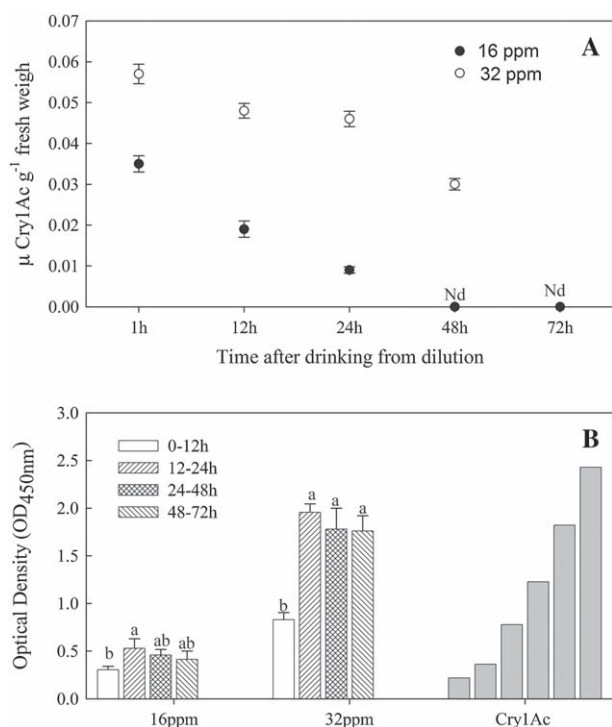 A
16 ppm
32 ppm
0.07
0.06
0.05
0.04
0.03
0.02
0.01
0.00
μ Cry1Ac g-1 fresh weigh
Nd
Nd
1h 12h 24h 48h 72h
Time after drinking from dilution
B
3.0
2.5
2.0
1.5
1.0
0.5
0.0
Optical Density (OD450nm)
0-12h
12-24h
24-48h
48-72h
b a ab ab
b a a a
16ppm 32ppm Cry1Ac